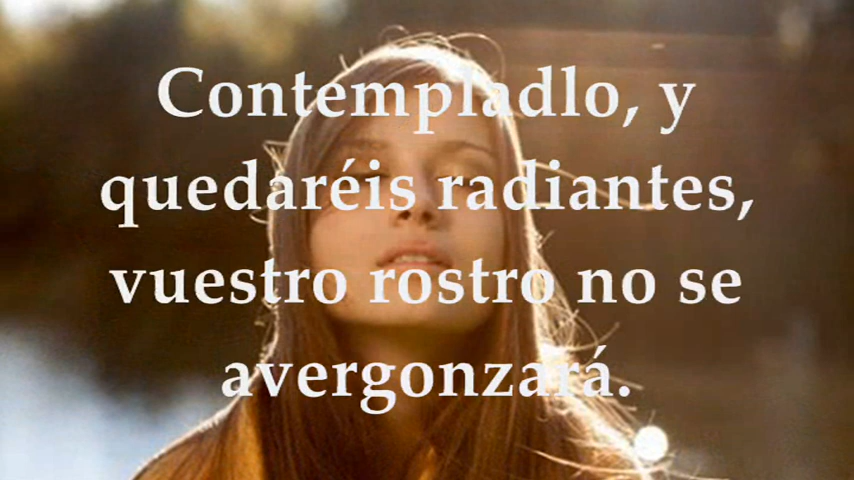 Contempladlo, y
quedaréis radiantes,
vuestro rostro no se
avergonzará.